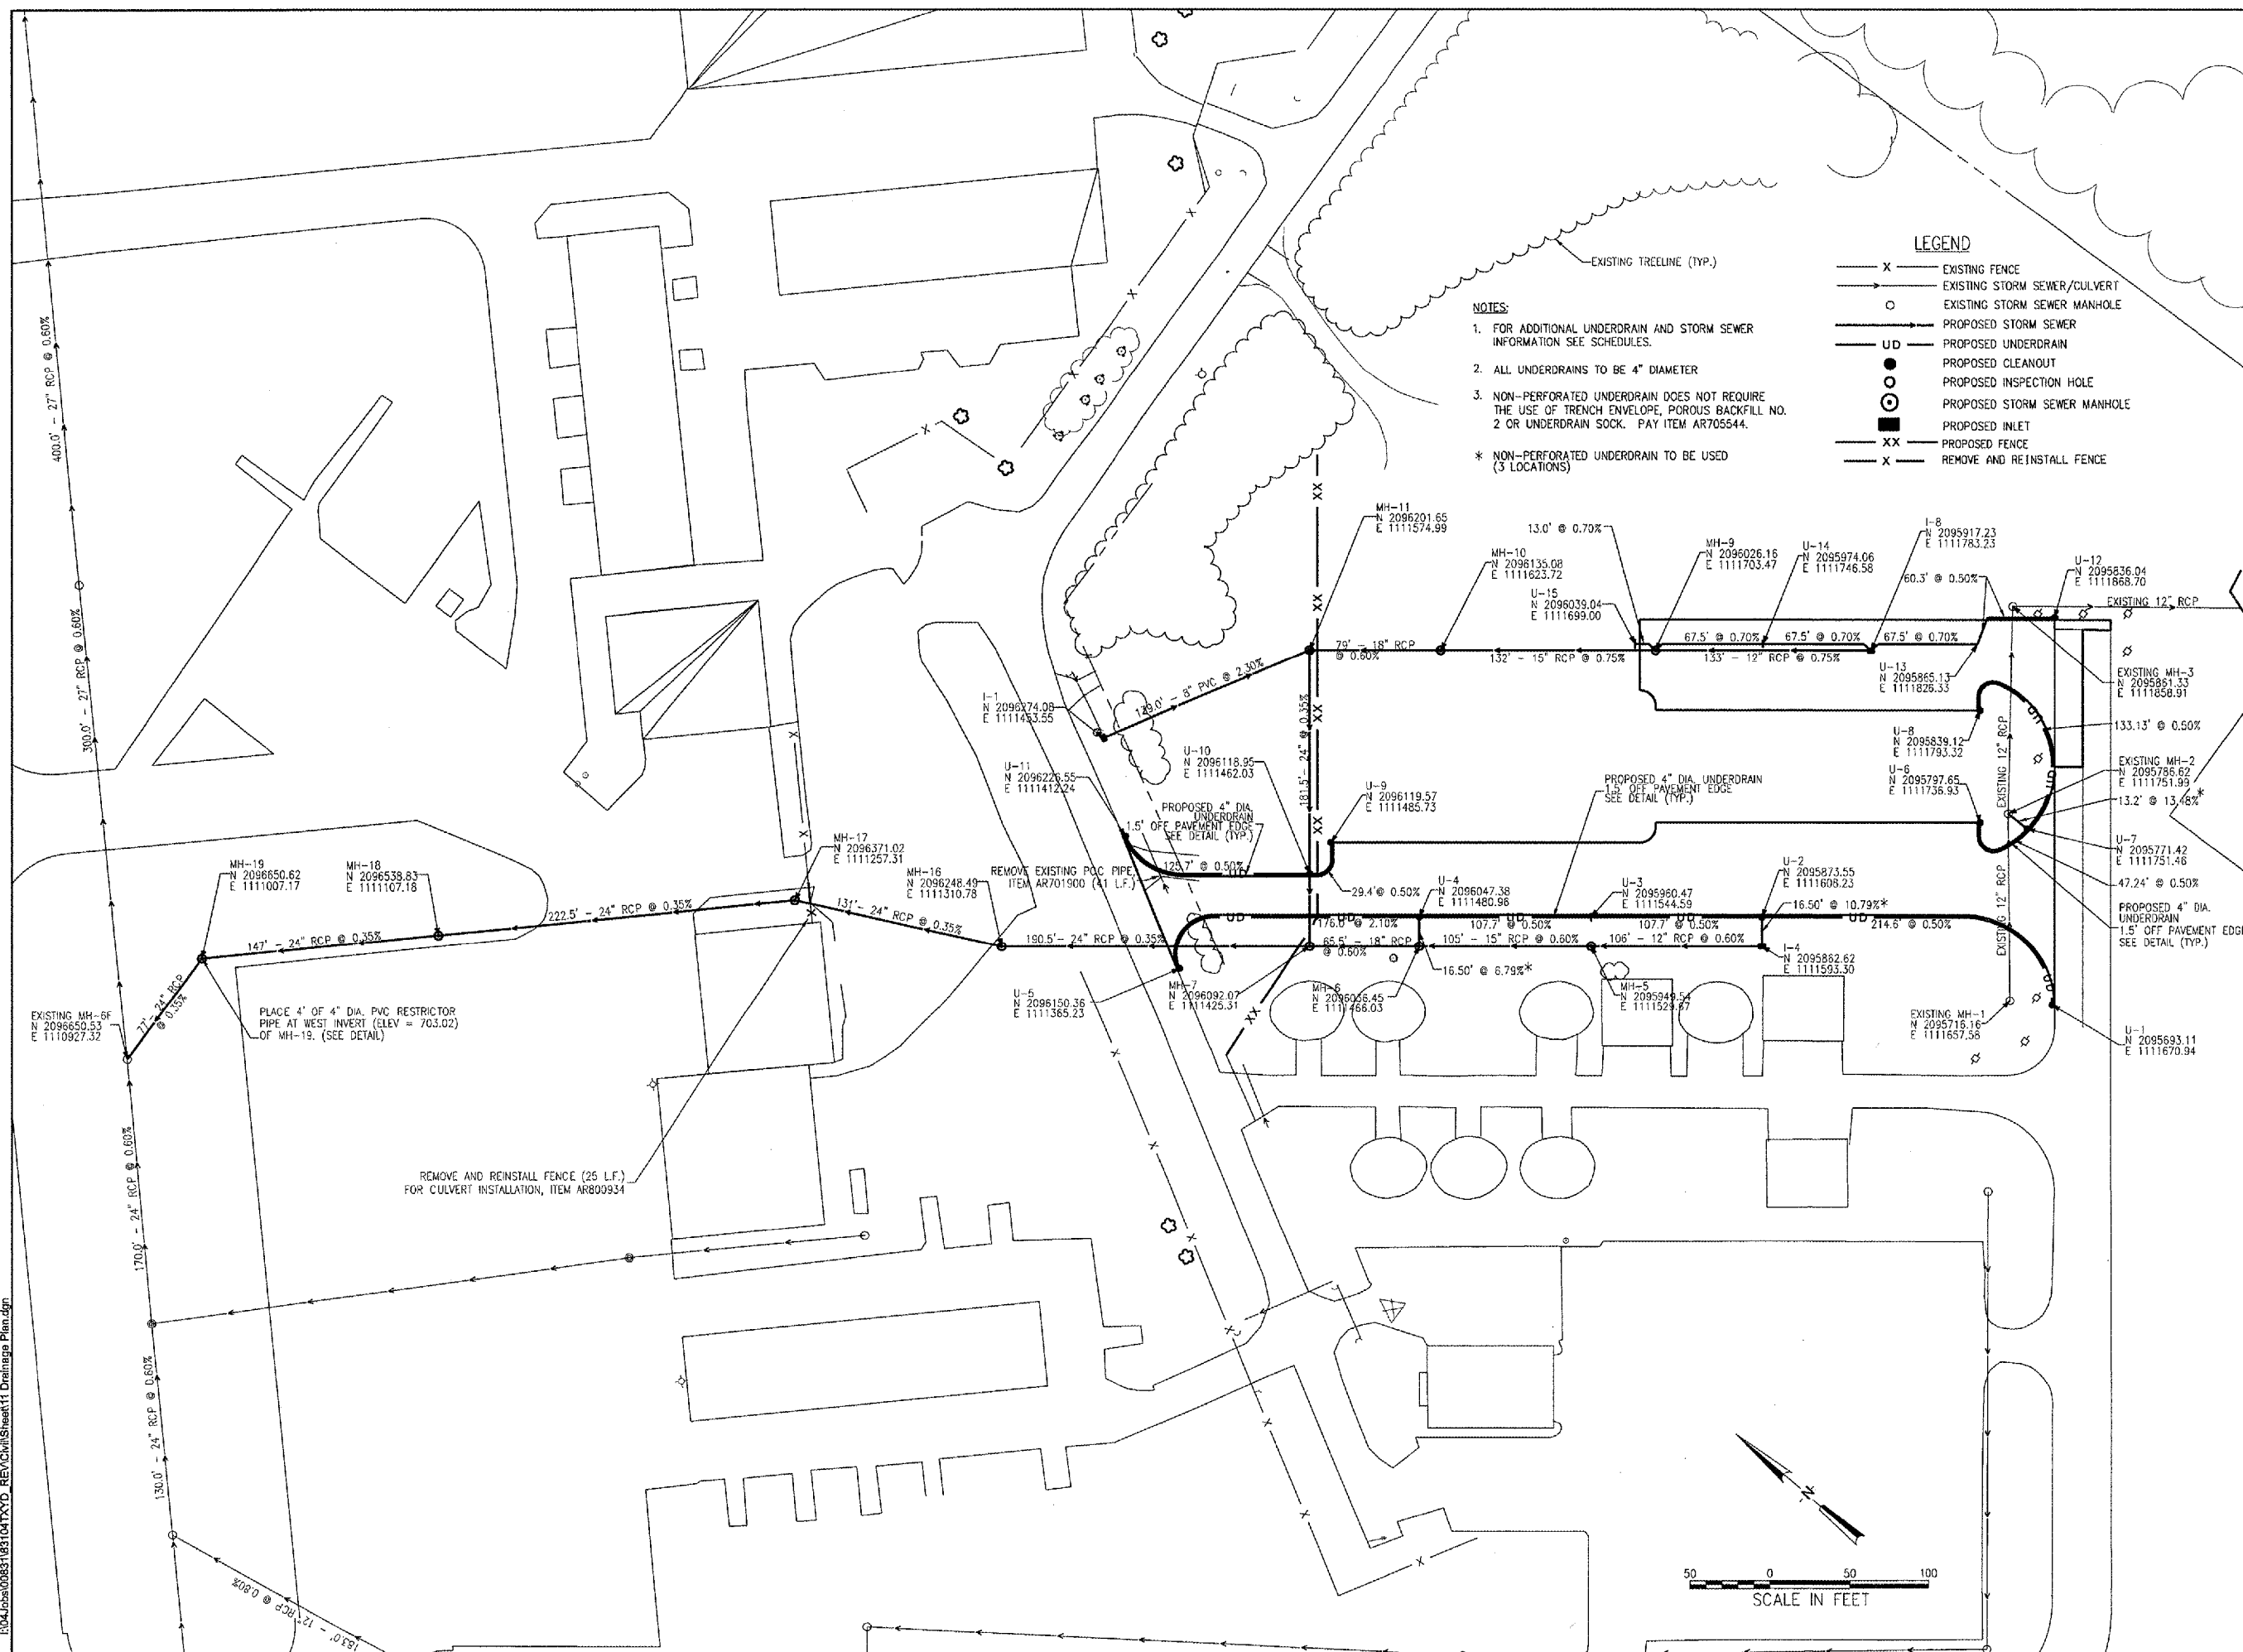 LEGEND
EXISTING FENCE
EXISTING STORM SEWER/CULVERT
EXISTING STORM SEWER MANHOLE
PROPOSED STORM SEWER
UD
PROPOSED UNDERDRAIN
PROPOSED CLEANOUT
PROPOSED INSPECTION HOLE
PROPOSED STORM SEWER MANHOLE
PROPOSED INLET
XX
PROPOSED FENCE
X
REMOVE AND REINSTALL FENCE
EXISTING TREELINE (TYP.)
NOTES:
1. FOR ADDITIONAL UNDERDRAIN AND STORM SEWER
INFORMATION SEE SCHEDULES.
2. ALL UNDERDRAINS TO BE 4" DIAMETER
3. NON-PERFORATED UNDERDRAIN DOES NOT REQUIRE
THE USE OF TRENCH ENVELOPE, POROUS BACKFILL NO.
2 OR UNDERDRAIN SOCK. PAY ITEM AR705544.
* NON-PERFORATED UNDERDRAIN TO BE USED
(3 LOCATIONS)
400.0' - 27" RCP @ 0.60%
300.0' - 27" RCP @ 0.60%
170.0' - 24" RCP @ 0.60%
130.0' - 24" RCP @ 0.60%
183.0' - 12" RCP @ 0.80%
MH-11
N 2096201.65
E 1111574.99
MH-10
N 2096135.08
E 1111623.72
13.0' @ 0.70%
MH-9
N 2096026.16
E 1111703.47
U-14
N 2095974.06
E 1111746.58
I-8
N 2095917.23
E 1111783.23
60.3' @ 0.50%
U-12
N 2095836.04
E 1111868.70
EXISTING 12" RCP
U-15
N 2096039.04
E 1111699.00
67.5' @ 0.70%
67.5' @ 0.70%
67.5' @ 0.70%
79' - 18" RCP
@ 0.60%
132' - 15" RCP @ 0.75%
133' - 12" RCP @ 0.75%
U-13
N 2095865.13
E 1111826.33
EXISTING MH-3
N 2095861.33
E 1111858.91
129.0' - 8" PVC @ 2.30%
I-1
N 2096274.08
E 1111453.55
181.5' - 24" @ 0.35%
133.13' @ 0.50%
U-8
N 2095839.12
E 1111793.32
U-6
N 2095797.65
E 1111736.93
EXISTING 12" RCP
EXISTING MH-2
N 2095786.62
E 1111751.99
13.2' @ 13.48%*
U-7
N 2095771.42
E 1111751.46
47.24' @ 0.50%
PROPOSED 4" DIA.
UNDERDRAIN
1.5' OFF PAVEMENT EDGE
SEE DETAIL (TYP.)
U-11
N 2096226.55
E 1111412.24
U-10
N 2096118.95
E 1111462.03
U-9
N 2096119.57
E 1111485.73
PROPOSED 4" DIA. UNDERDRAIN
1.5' OFF PAVEMENT EDGE
SEE DETAIL (TYP.)
PROPOSED 4" DIA.
UNDERDRAIN
1.5' OFF PAVEMENT EDGE
SEE DETAIL (TYP.)
125.7' @ 0.50%
REMOVE EXISTING PCC PIPE,
ITEM AR701900 (41 L.F.)
29.4' @ 0.50%
U-4
N 2096047.38
E 1111480.96
U-3
N 2095960.47
E 1111544.59
U-2
N 2095873.55
E 1111608.23
16.50' @ 10.79%*
176.0' @ 2.10%
107.7' @ 0.50%
107.7' @ 0.50%
214.6' @ 0.50%
65.5' - 18" RCP
@ 0.60%
105' - 15" RCP @ 0.60%
106' - 12" RCP @ 0.60%
16.50' @ 6.79%*
I-4
N 2095862.62
E 1111593.30
MH-7
N 2096092.07
E 1111425.31
MH-6
N 2096036.45
E 1111466.03
MH-5
N 2095949.54
E 1111529.67
EXISTING 12" RCP
EXISTING MH-1
N 2095716.16
E 1111657.58
U-1
N 2095693.11
E 1111670.94
U-5
N 2096150.36
E 1111365.23
190.5' - 24" RCP @ 0.35%
MH-16
N 2096248.49
E 1111310.78
131' - 24" RCP @ 0.35%
MH-17
N 2096371.02
E 1111257.31
222.5' - 24" RCP @ 0.35%
MH-18
N 2096538.83
E 1111107.18
MH-19
N 2096650.62
E 1111007.17
147' - 24" RCP @ 0.35%
77' - 24" RCP
@ 0.35%
EXISTING MH-6F
N 2096650.53
E 1110927.32
PLACE 4' OF 4" DIA. PVC RESTRICTOR
PIPE AT WEST INVERT (ELEV = 703.02)
OF MH-19. (SEE DETAIL)
REMOVE AND REINSTALL FENCE (25 L.F.)
FOR CULVERT INSTALLATION, ITEM AR800934
N
50 0 50 100
SCALE IN FEET